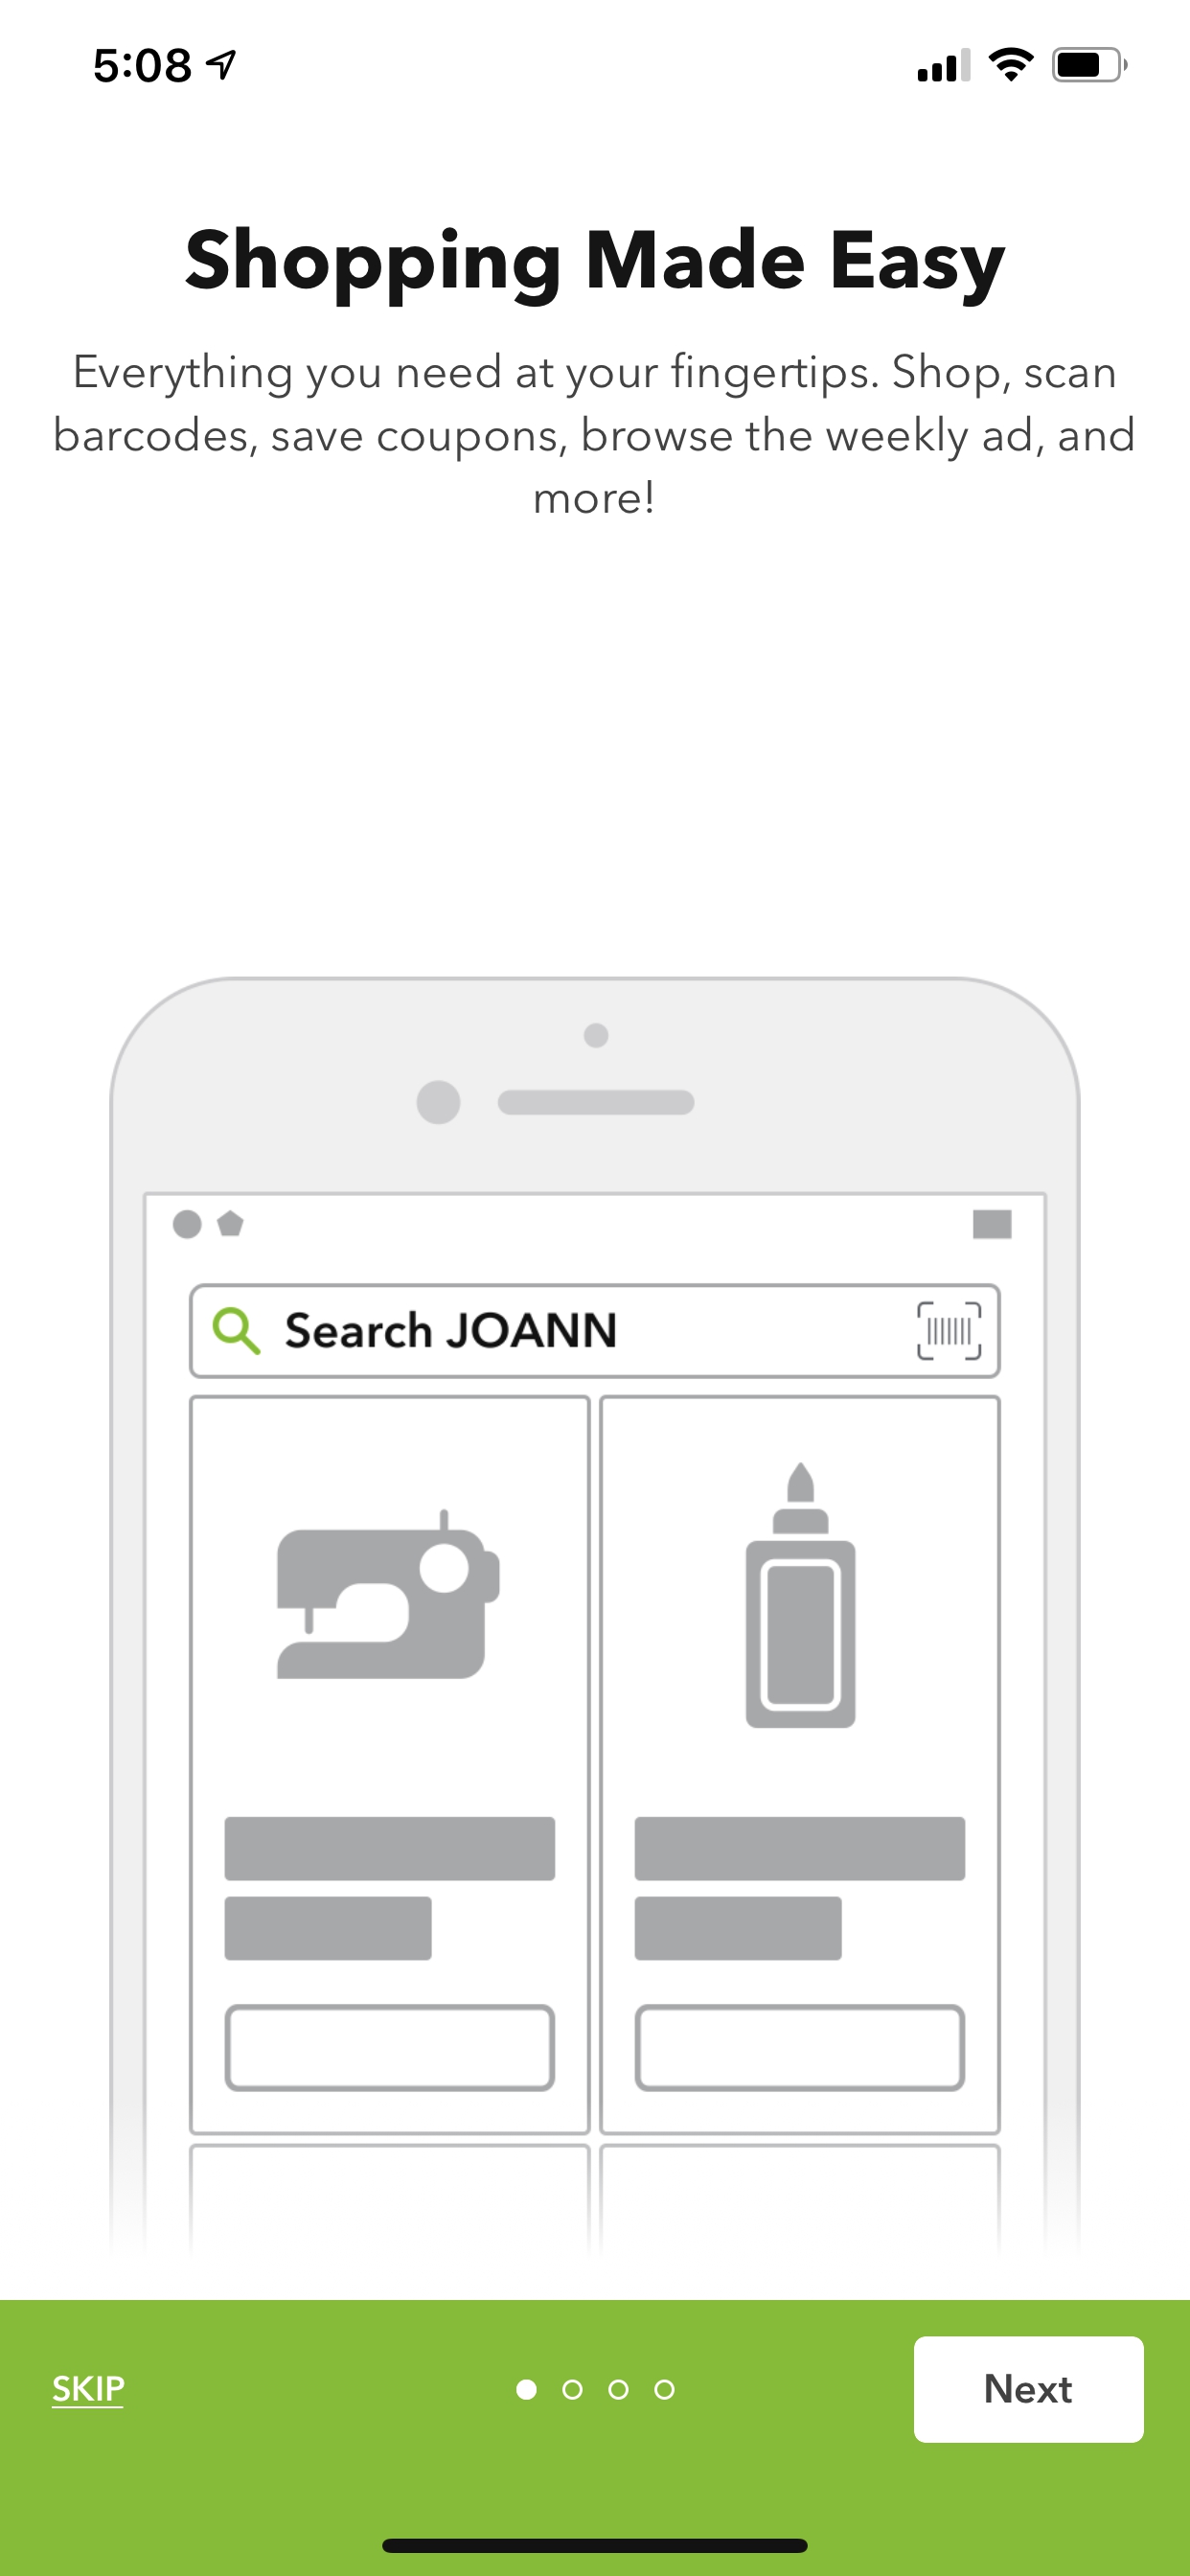 5:08
Shopping Made Easy
Everything you need at your fingertips. Shop, scan
barcodes, save coupons, browse the weekly ad, and
more!
Search JOANN
SKIP
Next